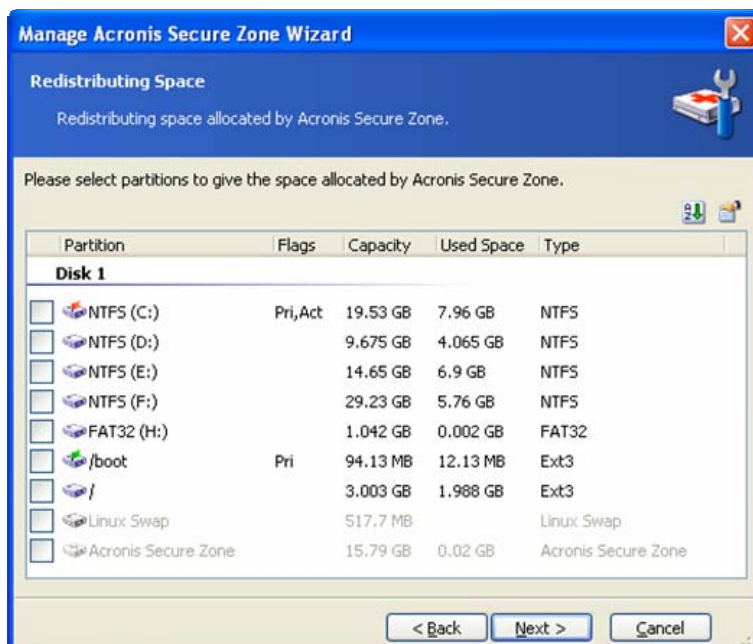 Manage Acronis Secure Zone Wizard
Redistributing Space
Redistributing space allocated by Acronis Secure Zone.
Please select partitions to give the space allocated by Acronis Secure Zone.
Partition Flags Capacity Used Space Type
Disk 1
NTFS (C:) Pri,Act 19.53 GB 7.96 GB NTFS
NTFS (D:) 9.675 GB 4.065 GB NTFS
NTFS (E:) 14.65 GB 6.9 GB NTFS
NTFS (F:) 29.23 GB 5.76 GB NTFS
FAT32 (H:) 1.042 GB 0.002 GB FAT32
/boot Pri 94.13 MB 12.13 MB Ext3
/ 3.003 GB 1.988 GB Ext3
Linux Swap 517.7 MB Linux Swap
Acronis Secure Zone 15.79 GB 0.02 GB Acronis Secure Zone
< Back Next > Cancel